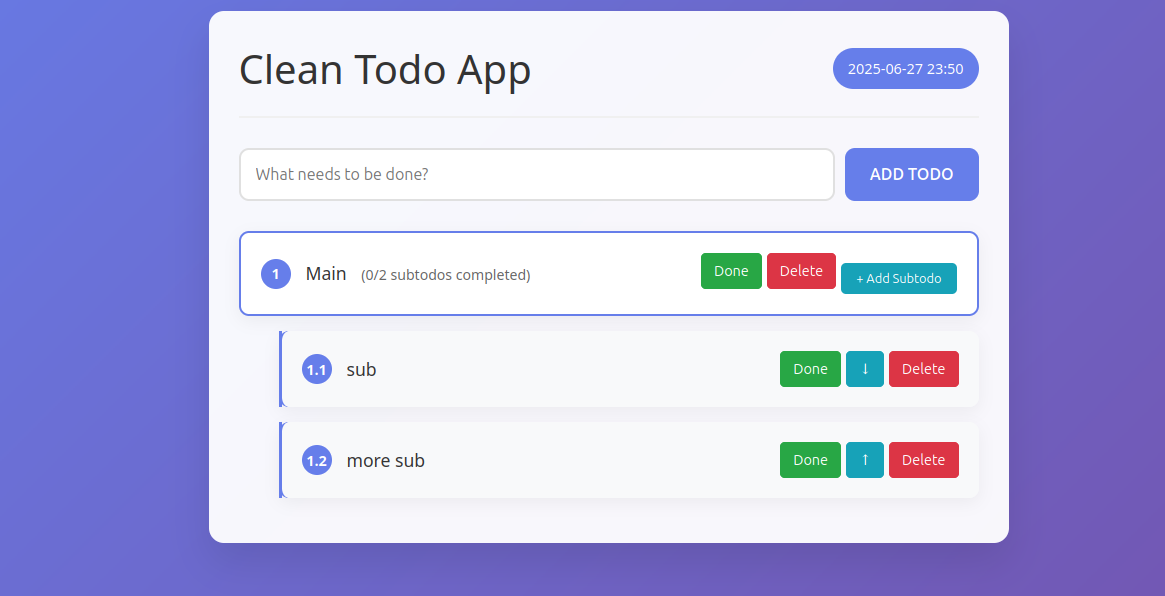 Clean Todo App
2025-06-27 23:50
What needs to be done?
ADD TODO
1 Main (0/2 subtodos completed) Done Delete + Add Subtodo
1.1 sub Done ↓ Delete
1.2 more sub Done ↑ Delete